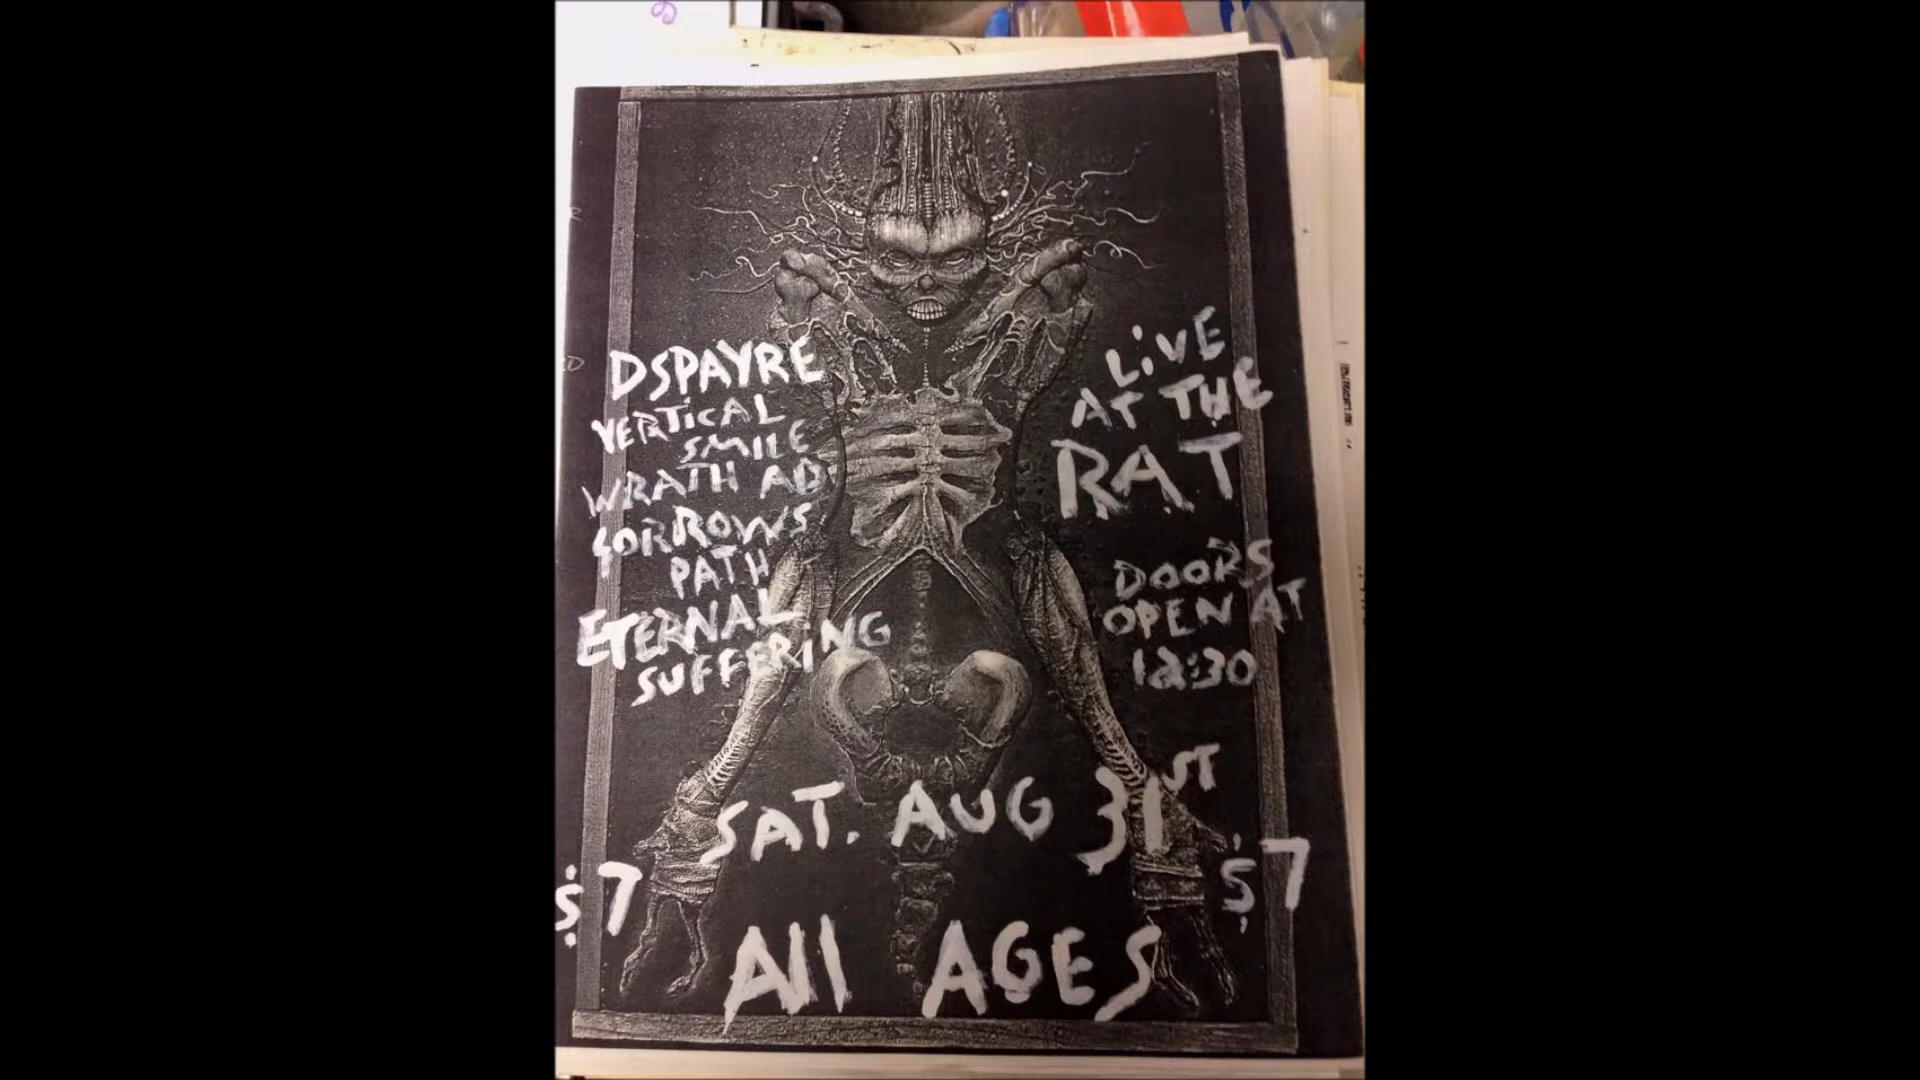 DSPAYRE
VERTICAL
SMILE
WRATH AD
SORROWS
PATH
ETERNAL
SUFFERING
LIVE
AT THE
RAT
DOORS
OPEN AT
12:30
SAT. AUG 31ST
$7
$7
All AGES